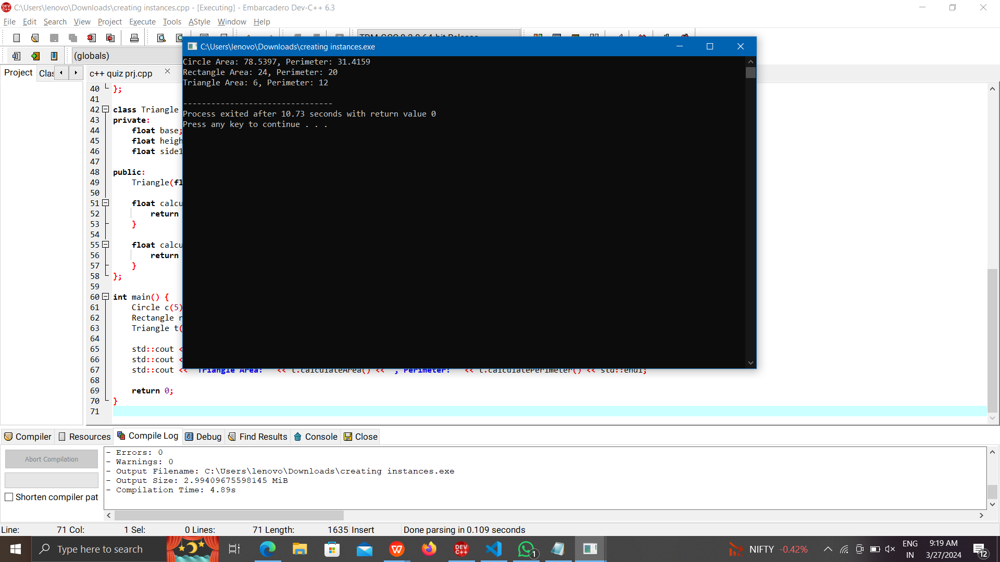 C:\Users\lenovo\Downloads\creating instances.cpp - [Executing] - Embarcadero Dev-C++ 6.3
File Edit Search View Project Execute Tools AStyle Window Help
(globals)
C:\Users\lenovo\Downloads\creating instances.exe
Circle Area: 78.5397, Perimeter: 31.4159
Rectangle Area: 24, Perimeter: 20
Triangle Area: 6, Perimeter: 12
--------------------------------
Process exited after 10.73 seconds with return value 0
Press any key to continue . . .
Project Clas c++ quiz prj.cpp
40 };
41
42 class Triangle
43 private:
44 float base;
45 float heigh
46 float side1
47
48 public:
49 Triangle(fl
50
51 float calcu
52 return
53 }
54
55 float calcu
56 return
57 }
58 };
59
60 int main() {
61 Circle c(5)
62 Rectangle r
63 Triangle t(
64
65 std::cout <
66 std::cout <
67 std::cout << "Triangle Area: " << t.calculateArea() << ", Perimeter: " << t.calculatePerimeter() << std::endl;
68
69 return 0;
70 }
71
Compiler Resources Compile Log Debug Find Results Console Close
Abort Compilation
Shorten compiler pat
- Errors: 0
- Warnings: 0
- Output Filename: C:\Users\lenovo\Downloads\creating instances.exe
- Output Size: 2.99409675598145 MiB
- Compilation Time: 4.89s
Line: 71 Col: 1 Sel: 0 Lines: 71 Length: 1635 Insert Done parsing in 0.109 seconds
Type here to search
DEV C++
1
NIFTY -0.42%
ENG
IN
9:19 AM
3/27/2024
12